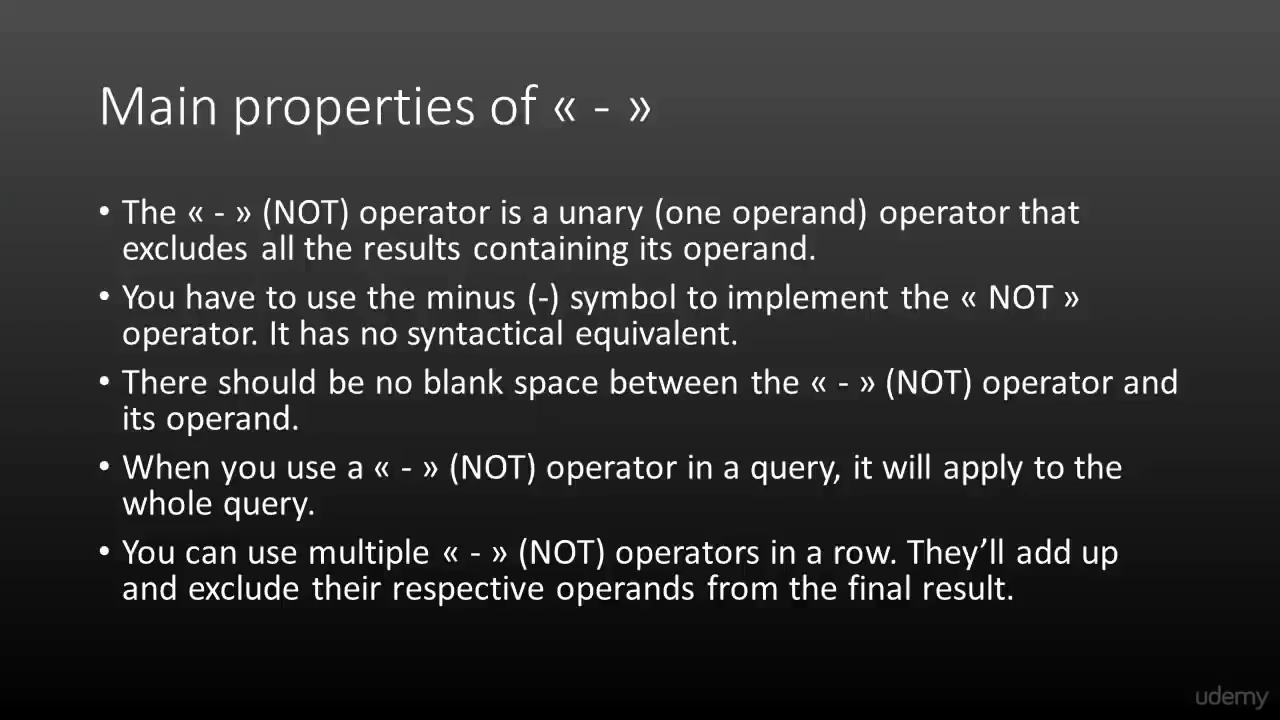 Main properties of « - »
• The « - » (NOT) operator is a unary (one operand) operator that
excludes all the results containing its operand.
• You have to use the minus (-) symbol to implement the « NOT »
operator. It has no syntactical equivalent.
• There should be no blank space between the « - » (NOT) operator and
its operand.
• When you use a « - » (NOT) operator in a query, it will apply to the
whole query.
• You can use multiple « - » (NOT) operators in a row. They’ll add up
and exclude their respective operands from the final result.
udemy